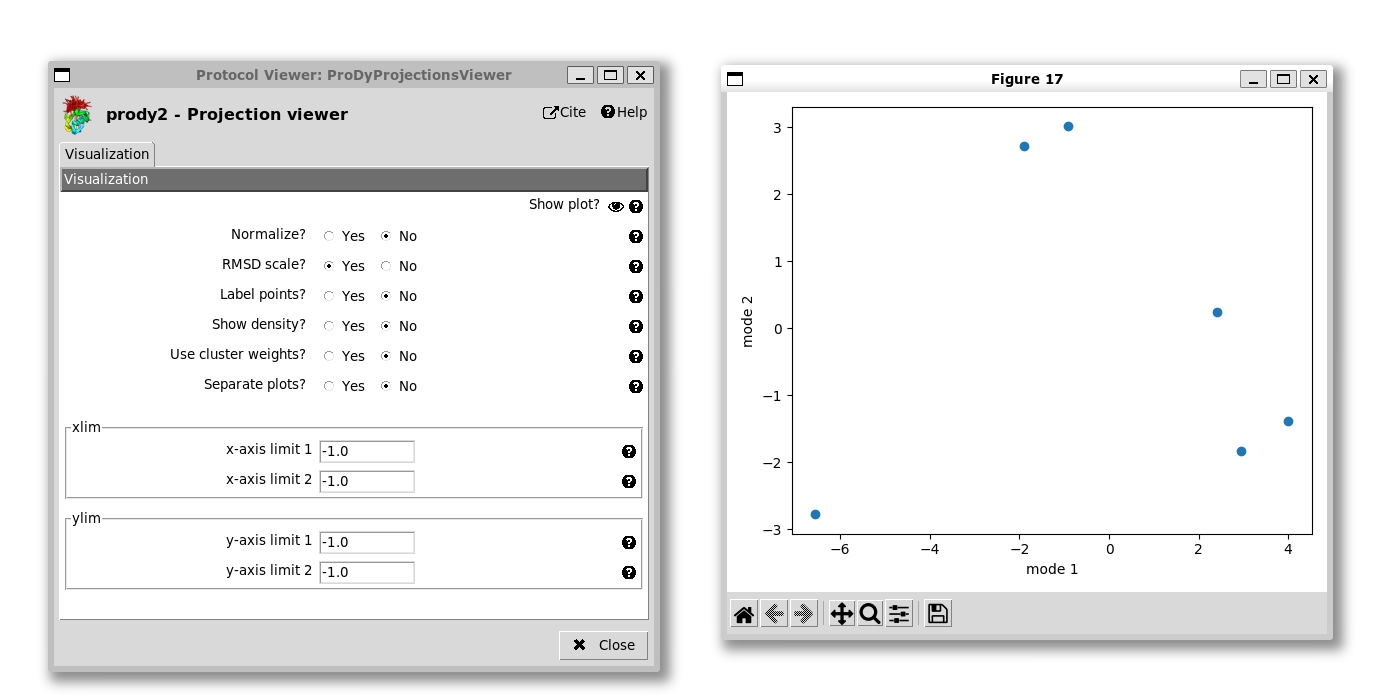 Protocol Viewer: ProDyProjectionsViewer
prody2 - Projection viewer
Cite
Help
Visualization
Visualization
Show plot?
Normalize? Yes No
RMSD scale? Yes No
Label points? Yes No
Show density? Yes No
Use cluster weights? Yes No
Separate plots? Yes No
xlim
x-axis limit 1 -1.0
x-axis limit 2 -1.0
ylim
y-axis limit 1 -1.0
y-axis limit 2 -1.0
Close
Figure 17
3
2
1
0
−1
−2
−3
mode 2
−6 −4 −2 0 2 4
mode 1